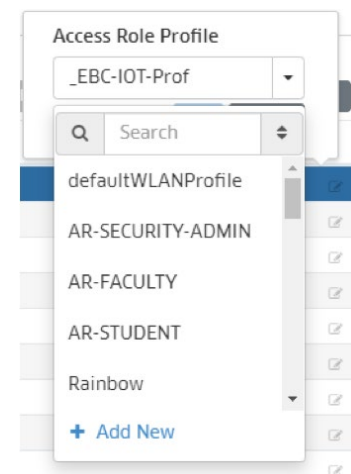 Access Role Profile
_EBC-IOT-Prof
Search
defaultWLANProfile
AR-SECURITY-ADMIN
AR-FACULTY
AR-STUDENT
Rainbow
+ Add New